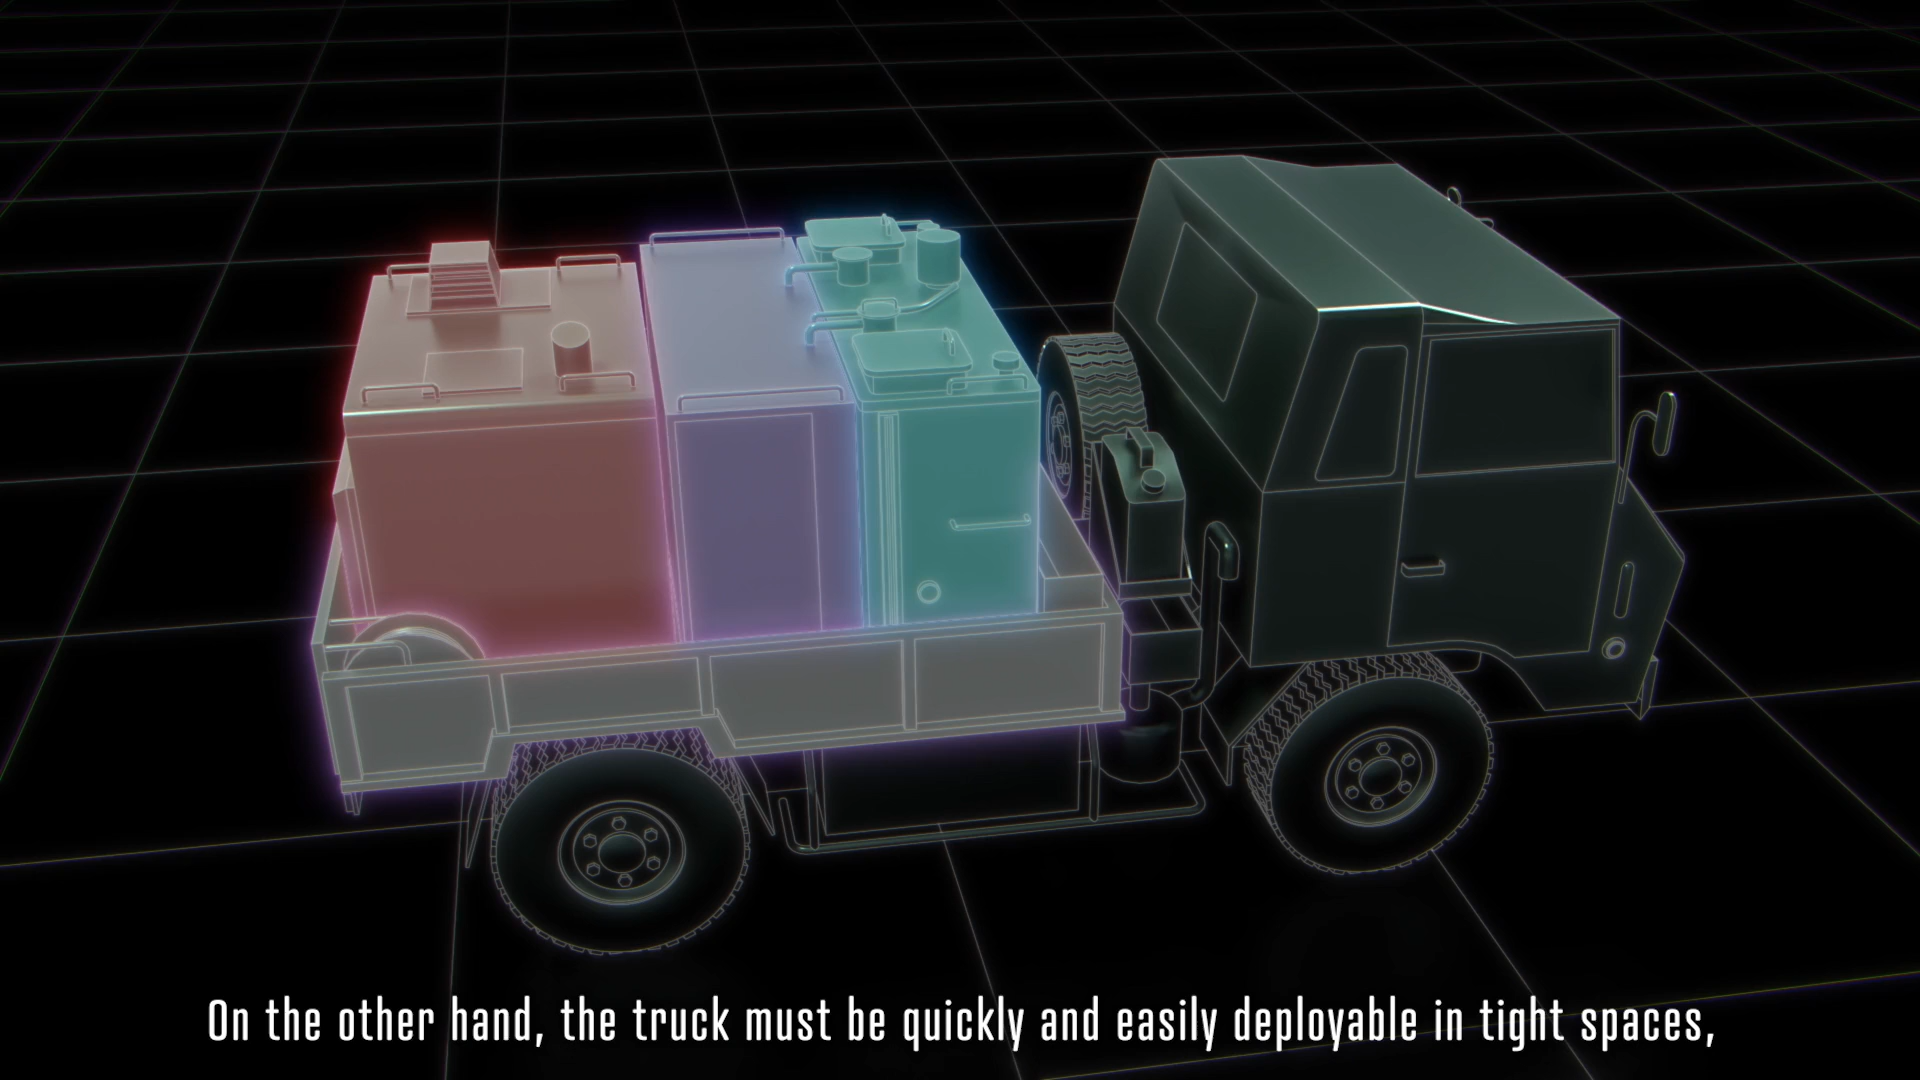 On the other hand, the truck must be quickly and easily deployable in tight spaces,